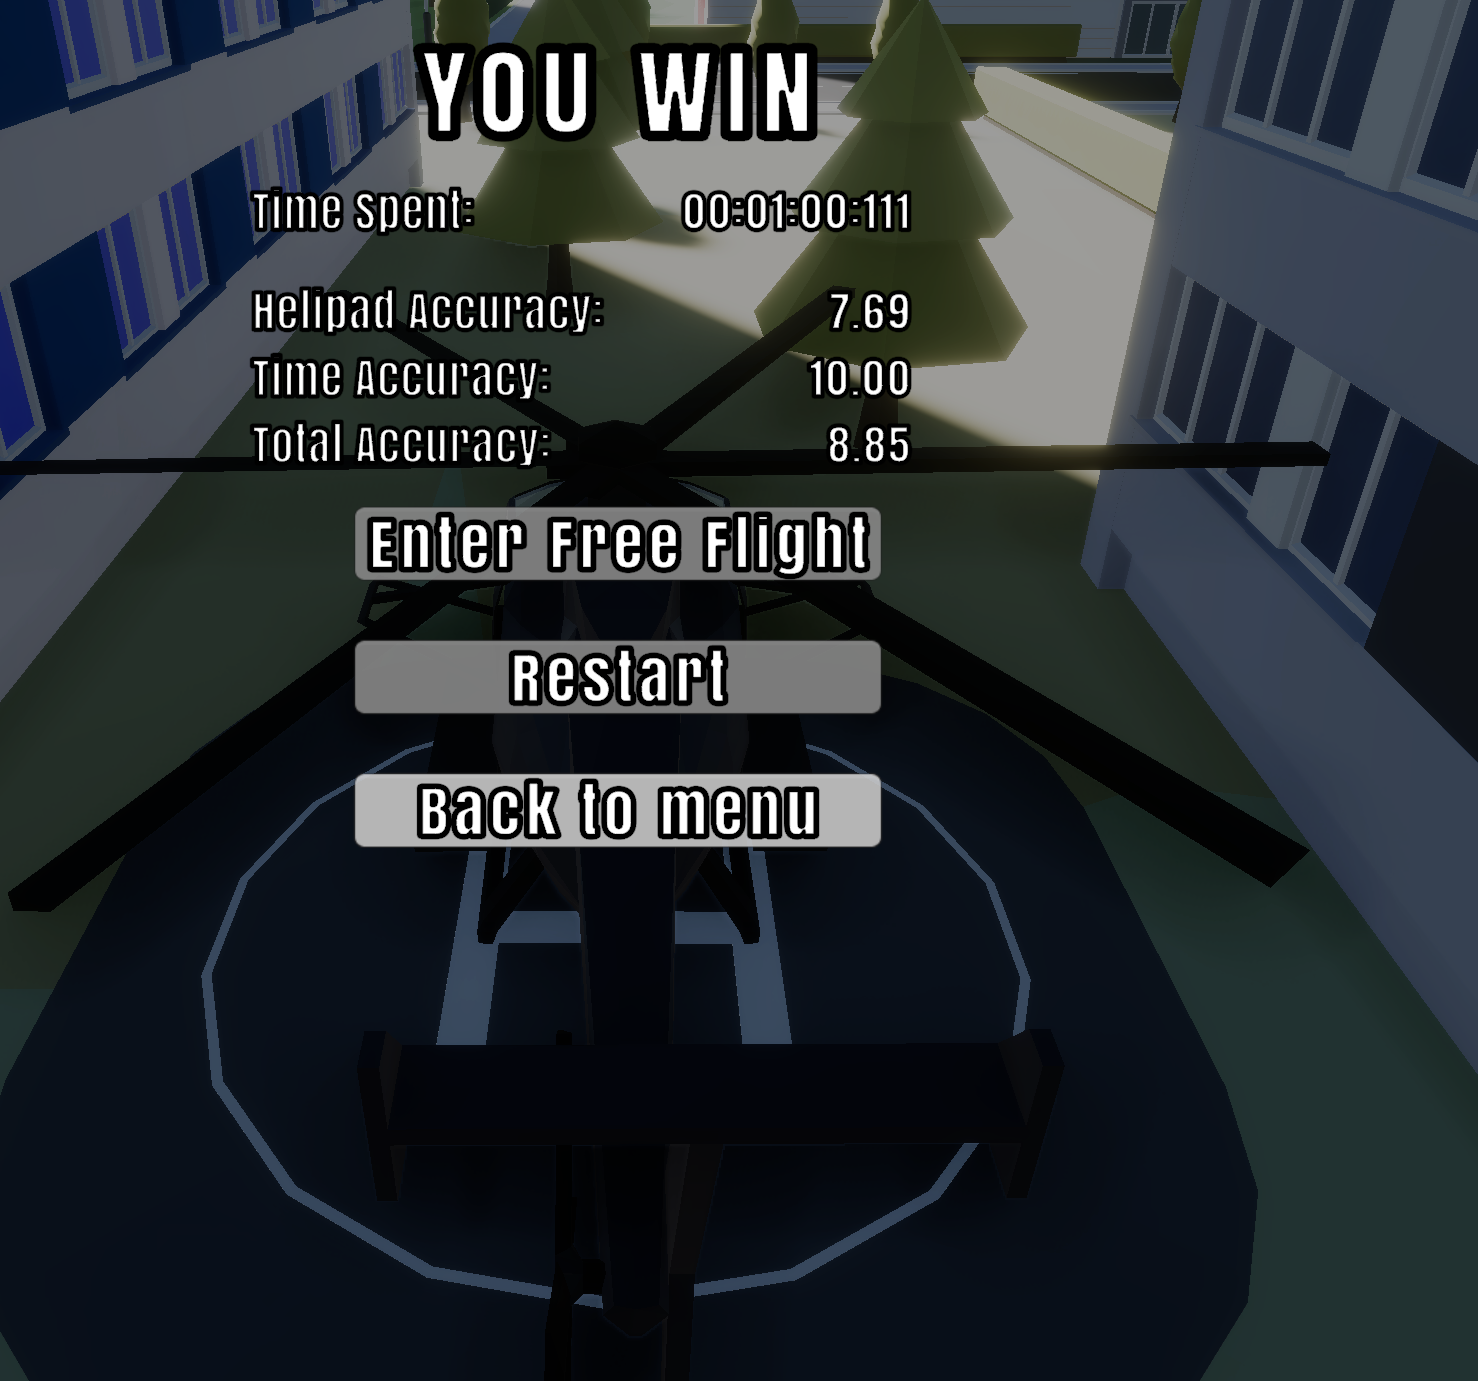 YOU WIN
Time Spent: 00:01:00:111
Helipad Accuracy: 7.69
Time Accuracy: 10.00
Total Accuracy: 8.85
Enter Free Flight
Restart
Back to menu